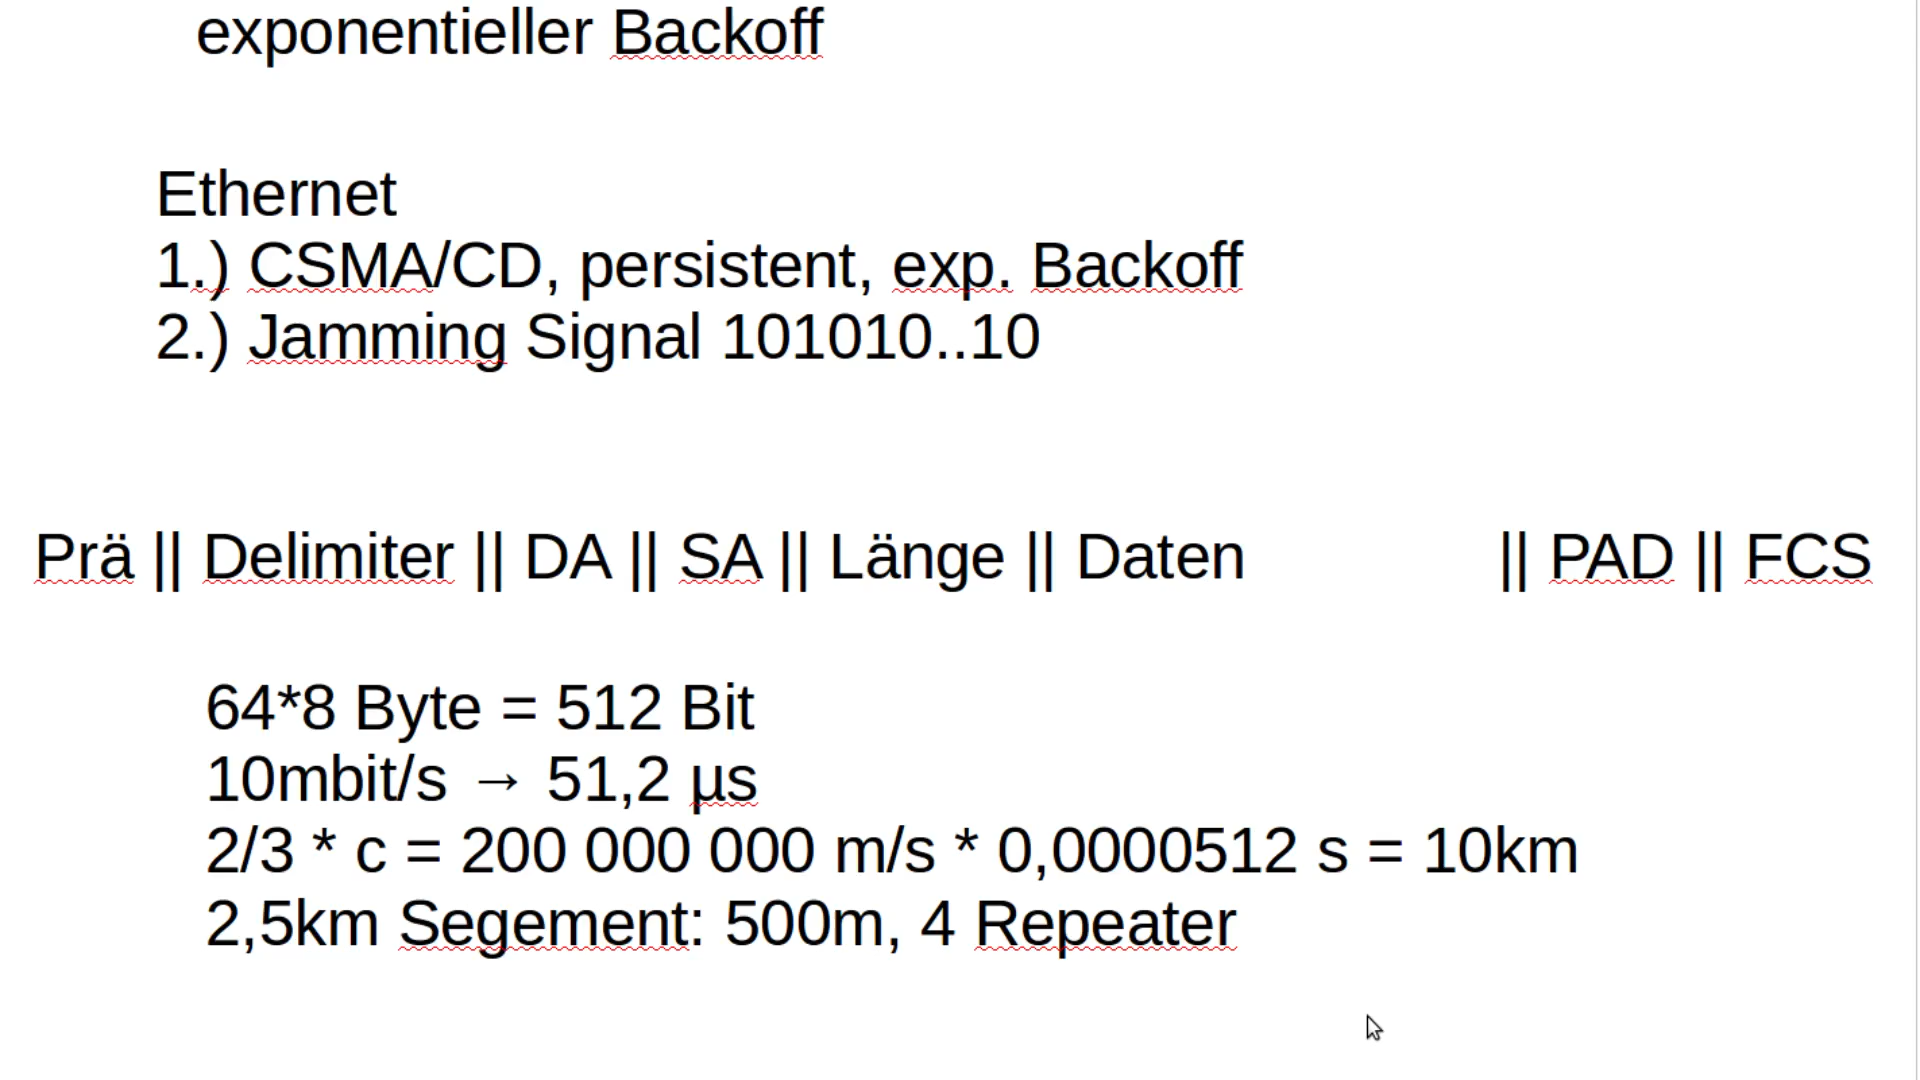 exponentieller Backoff
Ethernet
1.) CSMA/CD, persistent, exp. Backoff
2.) Jamming Signal 101010..10
Prä || Delimiter || DA || SA || Länge || Daten || PAD || FCS
64*8 Byte = 512 Bit
10mbit/s → 51,2 µs
2/3 * c = 200 000 000 m/s * 0,0000512 s = 10km
2,5km Segement: 500m, 4 Repeater